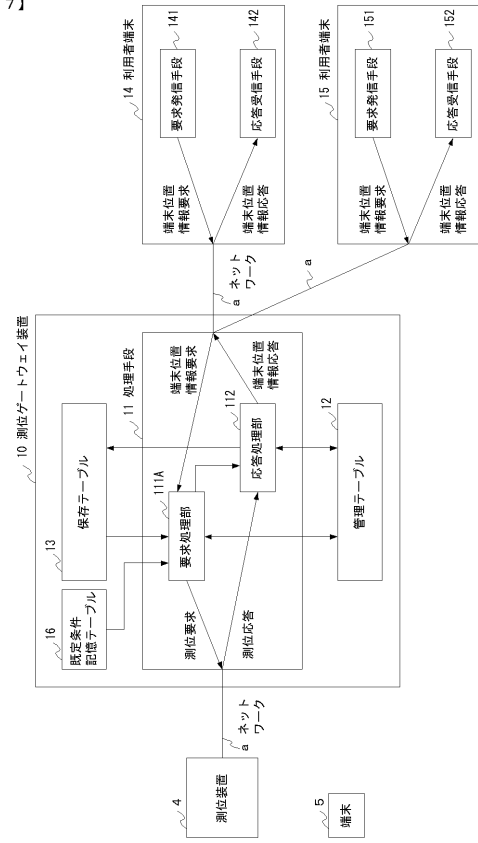 7】
10 測位ゲートウェイ装置
16
既定条件
記憶テーブル
13
保存テーブル
11 処理手段
111A
要求処理部
112
応答処理部
端末位置
情報要求
端末位置
情報応答
測位要求
測位応答
12
管理テーブル
4
測位装置
a
ネット
ワーク
5
端末
a
ネット
ワーク
a
14 利用者端末
141
要求発信手段
142
応答受信手段
端末位置
情報要求
端末位置
情報応答
15 利用者端末
151
要求発信手段
152
応答受信手段
端末位置
情報要求
端末位置
情報応答